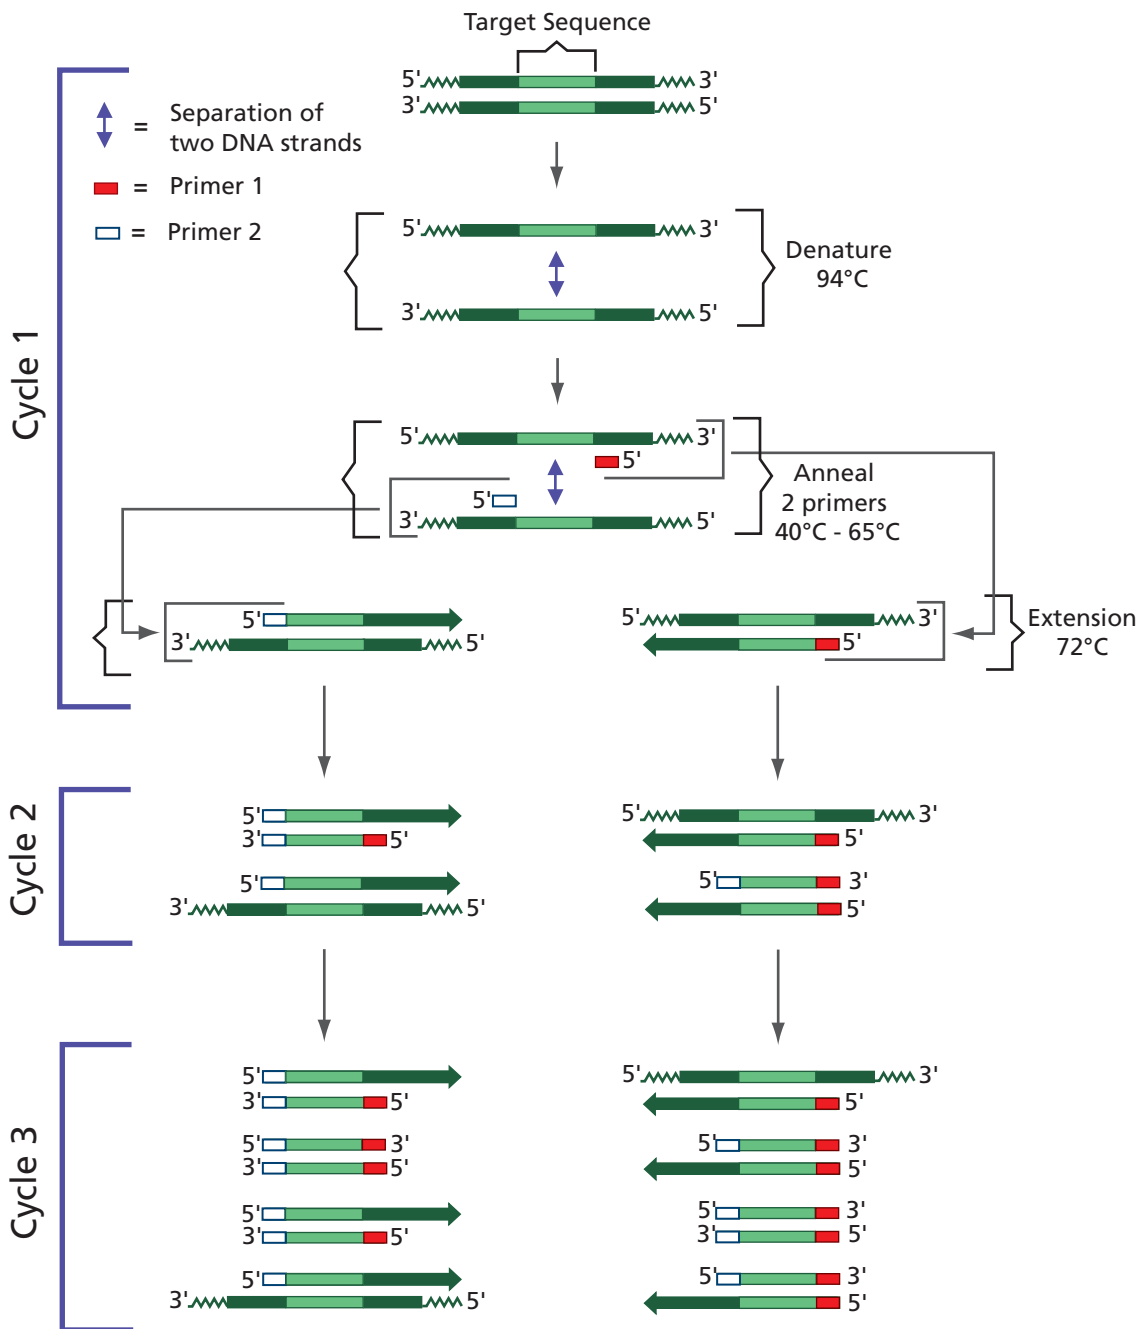 Target Sequence
5' 3'
3' 5'
= Separation of
two DNA strands
= Primer 1
= Primer 2
Cycle 1
5' 3'
3' 5'
Denature
94°C
5' 3'
5'
5'
3' 5'
Anneal
2 primers
40°C - 65°C
5'
3' 5'
5' 3'
5'
Extension
72°C
Cycle 2
5'
3' 5'
5'
3' 5'
5' 3'
5'
5' 3'
5'
Cycle 3
5'
3' 5'
5' 3'
3' 5'
5'
3' 5'
5'
3' 5'
5' 3'
5'
5' 3'
5'
5' 3'
3' 5'
5' 3'
5'